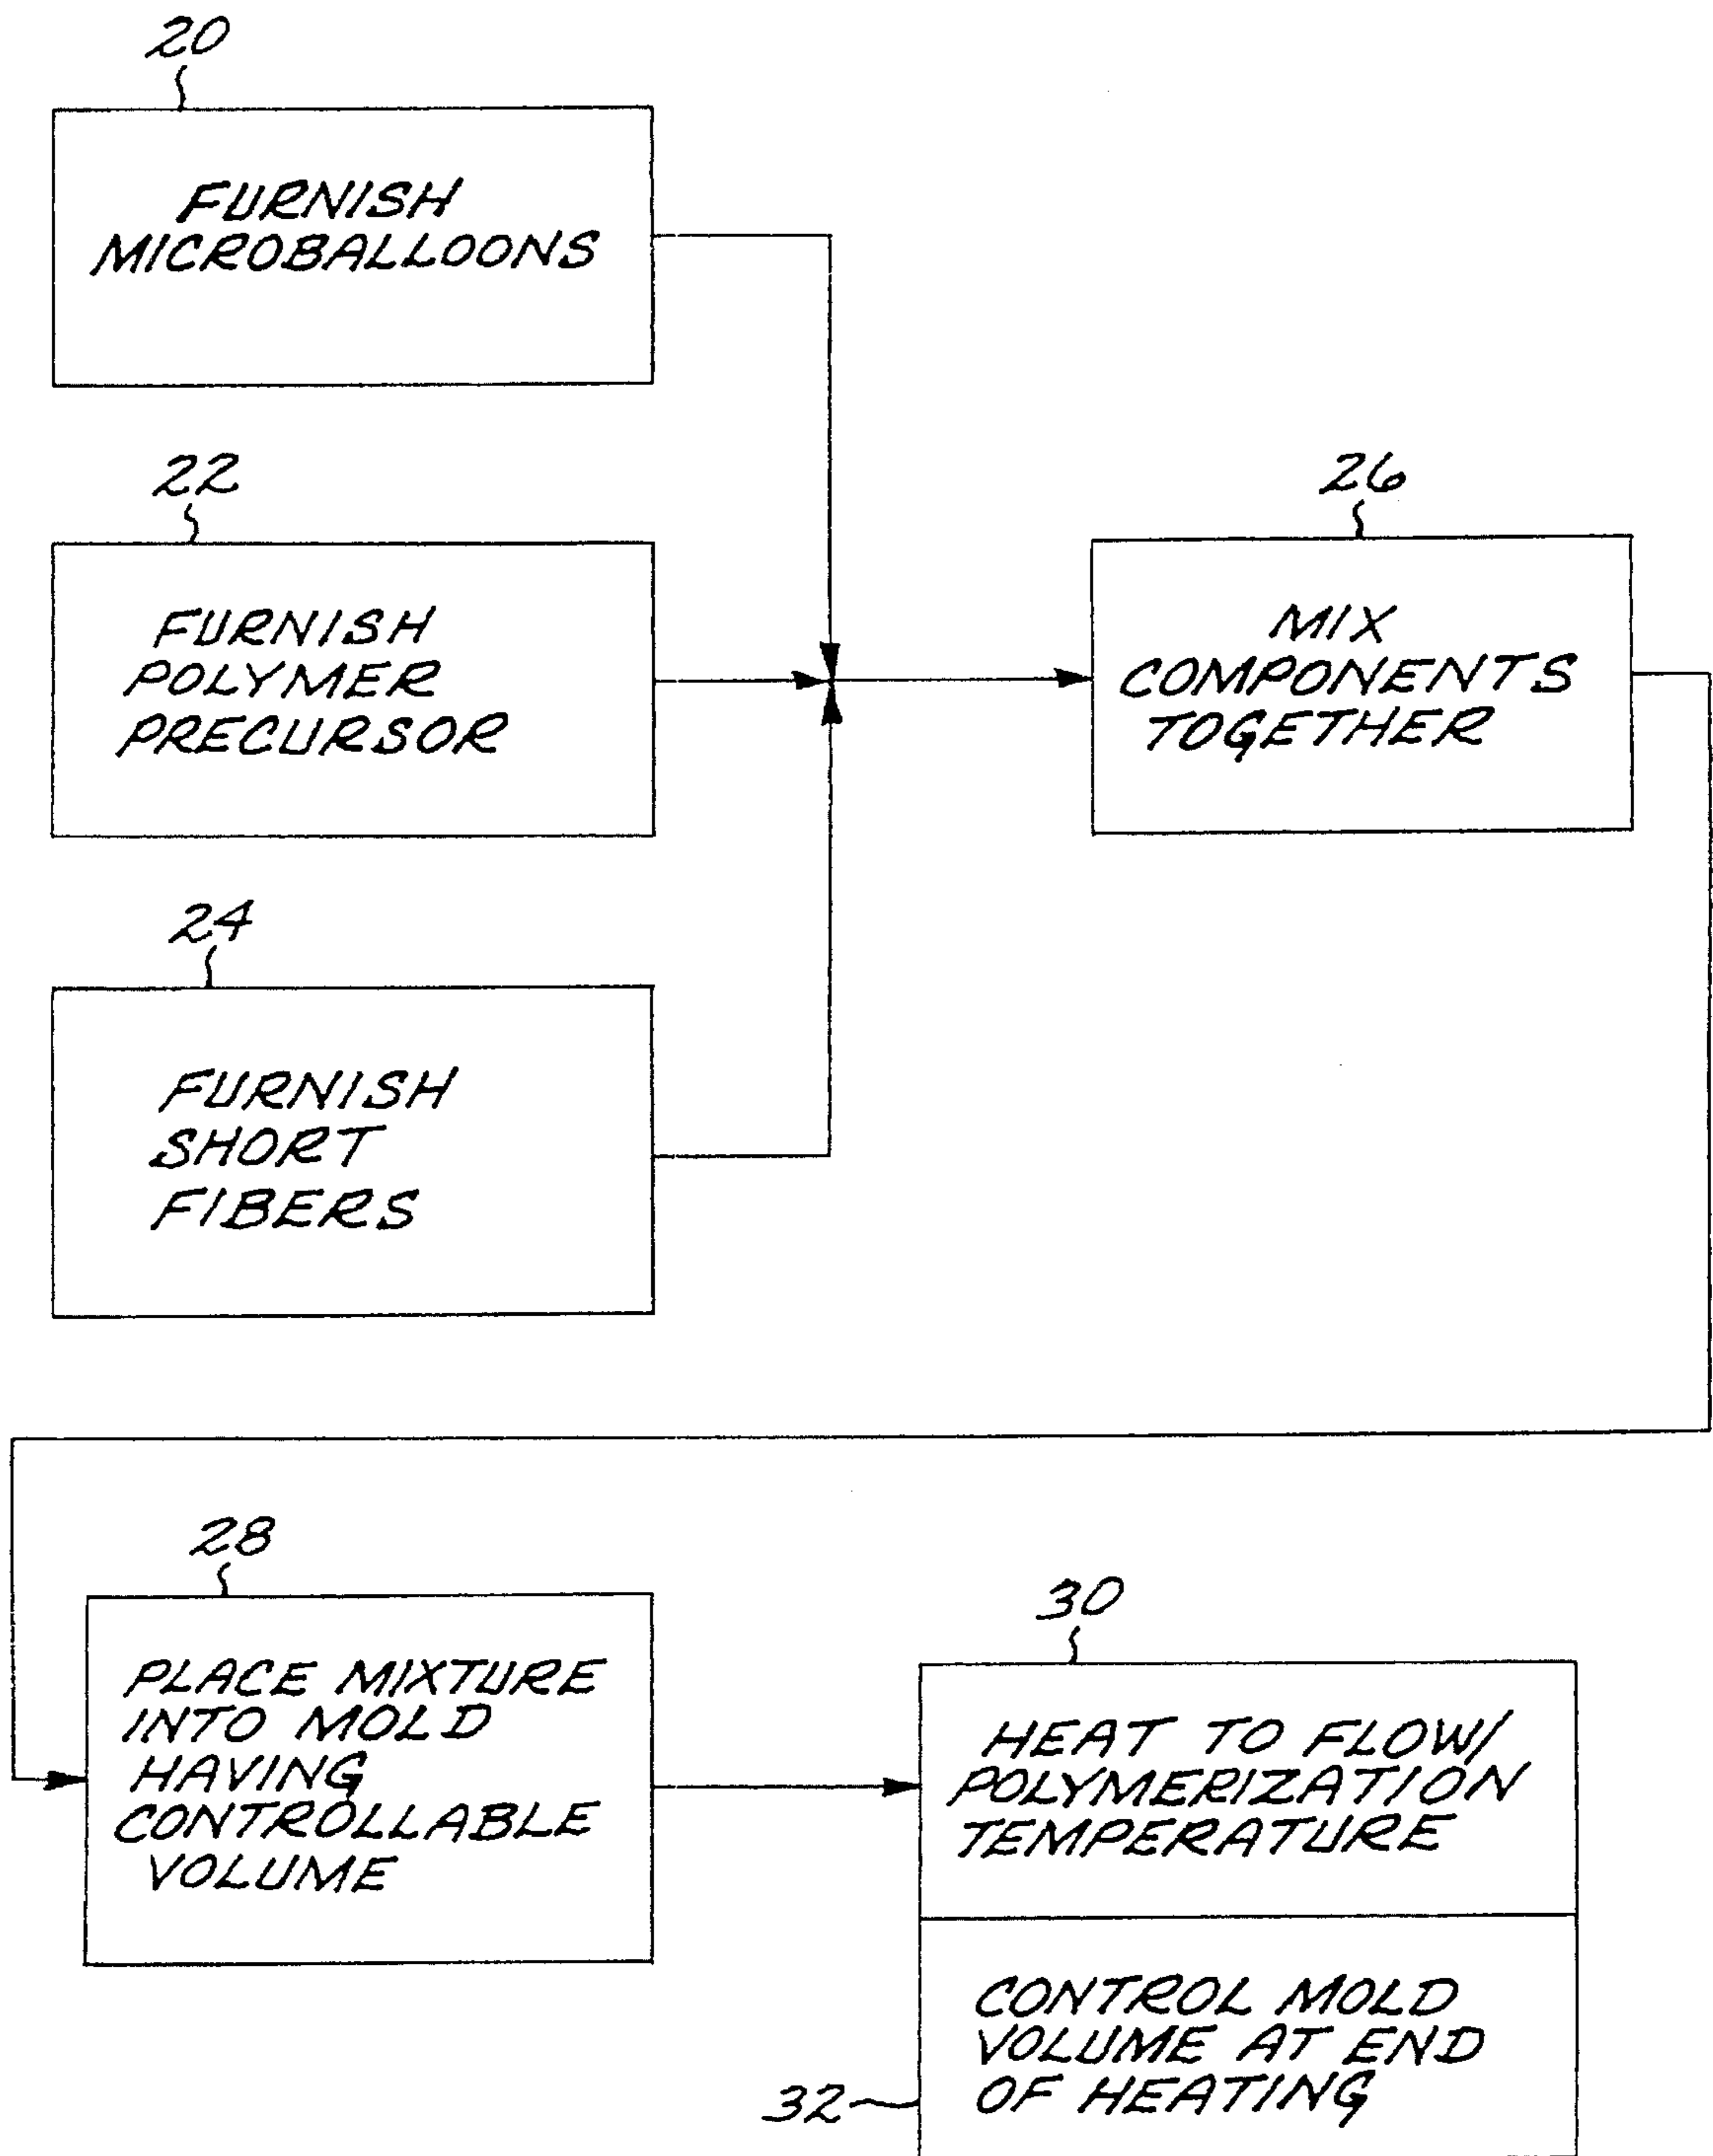 20
FURNISH
MICROBALLOONS
22
FURNISH
POLYMER
PRECURSOR
24
FURNISH
SHORT
FIBERS
26
MIX
COMPONENTS
TOGETHER
28
PLACE MIXTURE
INTO MOLD
HAVING
CONTROLLABLE
VOLUME
30
HEAT TO FLOW/
POLYMERIZATION
TEMPERATURE
32
CONTROL MOLD
VOLUME AT END
OF HEATING